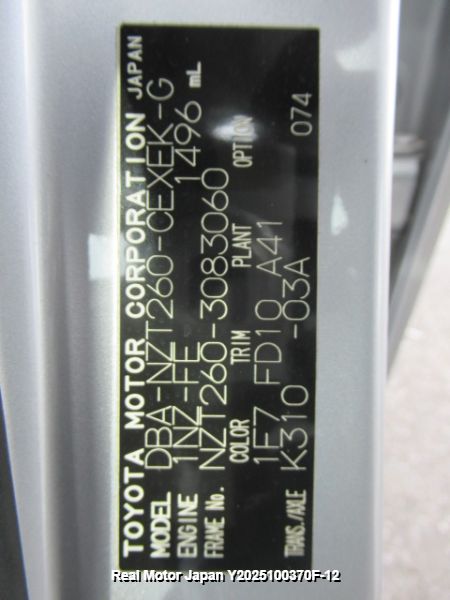 TOYOTA MOTOR CORPORATION JAPAN
MODEL DBA-NZT260-CEXEK-G
ENGINE 1NZ-FE 1496 mL
FRAME No. NZT260-3083060
COLOR TRIM PLANT OPTION
1F7 FD10 A41
TRANS./AXLE K310 -03A 074
Real Motor Japan Y2025100370F-12